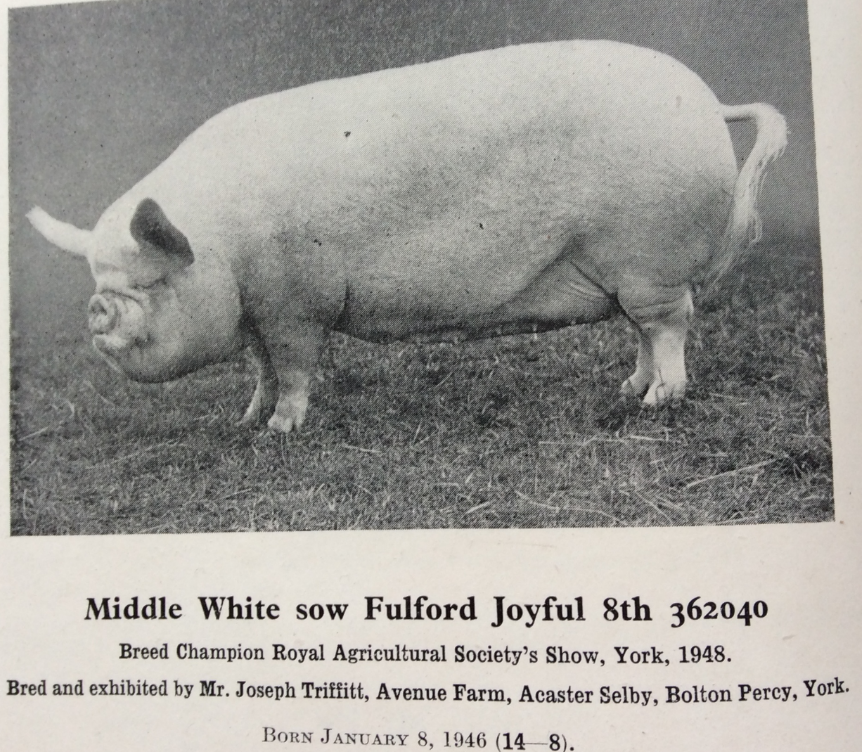 Middle White sow Fulford Joyful 8th 362040
Breed Champion Royal Agricultural Society's Show, York, 1948.
Bred and exhibited by Mr. Joseph Triffitt, Avenue Farm, Acaster Selby, Bolton Percy, York.
BORN JANUARY 8, 1946 (14—8).